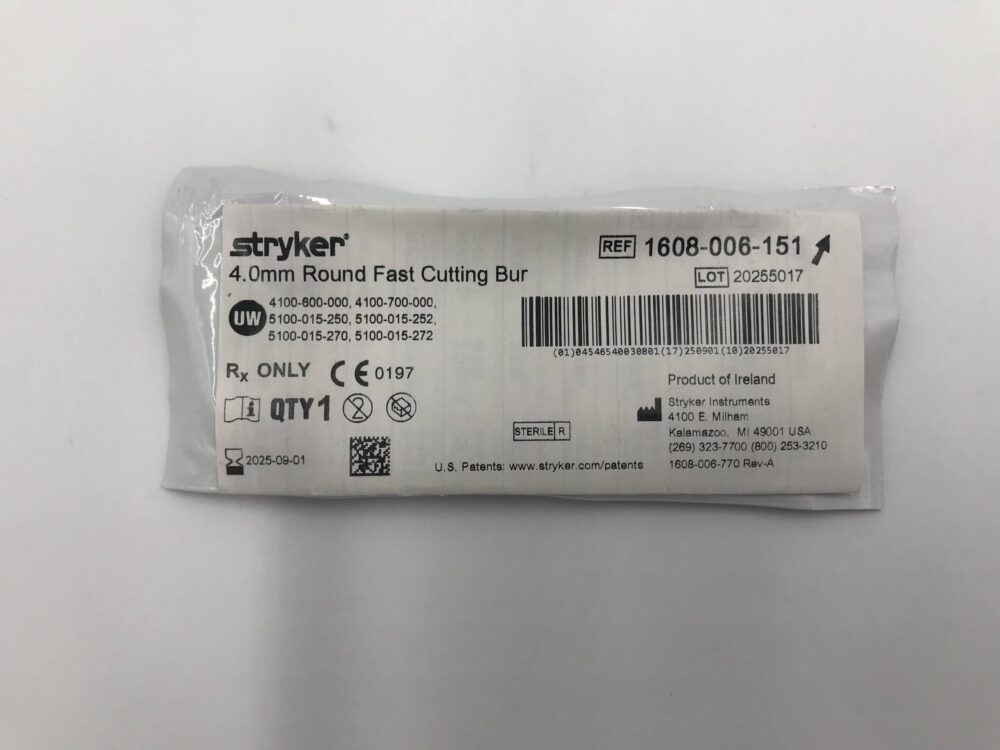 stryker®
REF 1608-006-151
4.0mm Round Fast Cutting Bur
LOT 20255017
UW
4100-600-000, 4100-700-000,
5100-015-250, 5100-015-252,
5100-015-270, 5100-015-272
(01)04546540030801(17)250901(10)20255017
Rx ONLY CE 0197
Product of Ireland
QTY 1 2
STERILE R
Stryker Instruments
4100 E. Milham
Kalamazoo, MI 49001 USA
(269) 323-7700 (800) 253-3210
2025-09-01
U.S. Patents: www.stryker.com/patents
1608-006-770 Rev-A